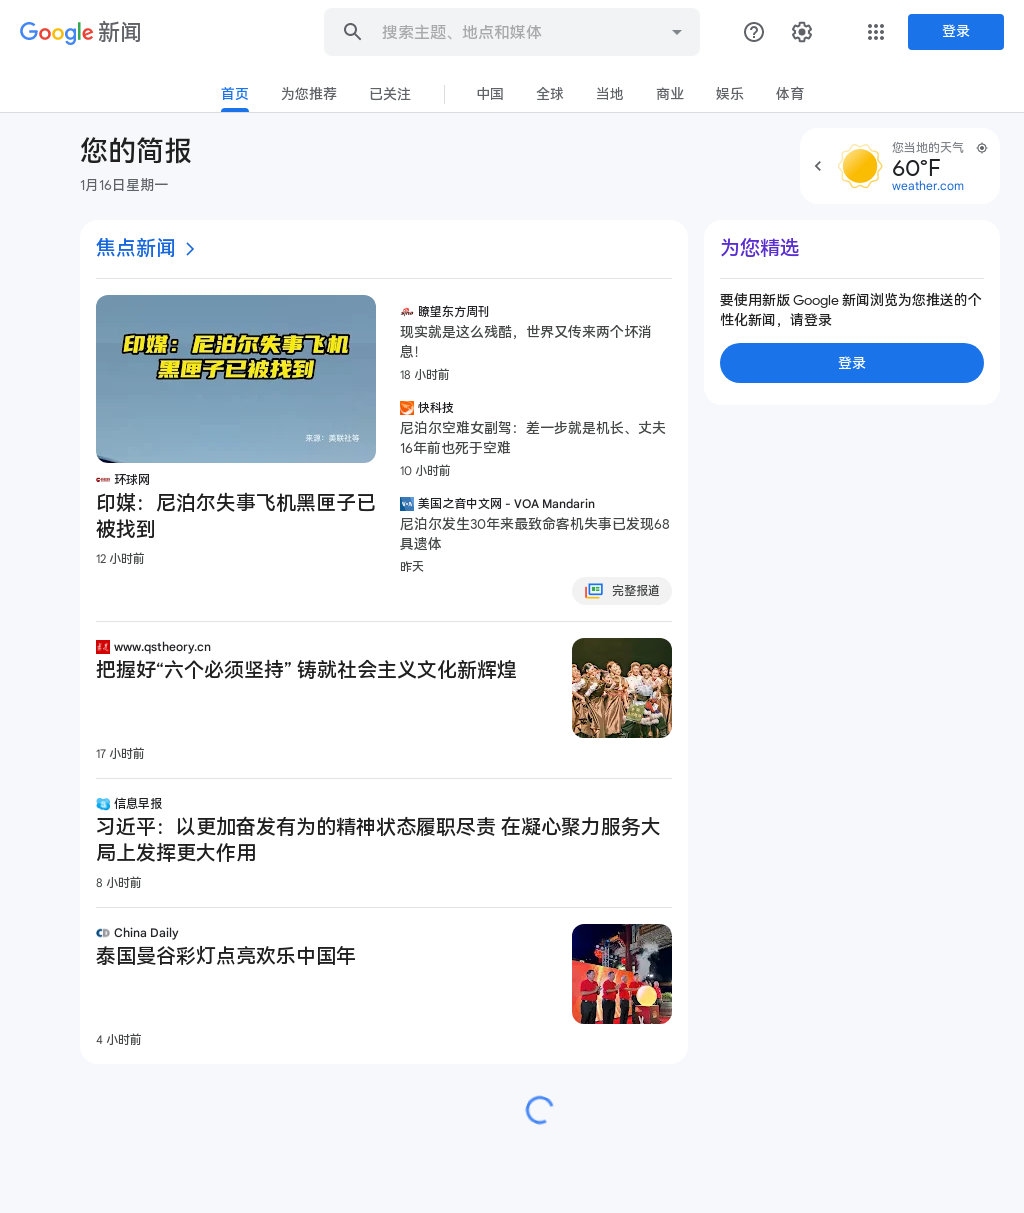 Google 新闻
搜索主题、地点和媒体
登录
首页
为您推荐
已关注
中国
全球
当地
商业
娱乐
体育
您的简报
1月16日星期一
您当地的天气
60°F
weather.com
焦点新闻
印媒：尼泊尔失事飞机
黑匣子已被找到
来源：美联社等
环球网
印媒：尼泊尔失事飞机黑匣子已
被找到
12 小时前
瞭望东方周刊
现实就是这么残酷，世界又传来两个坏消
息！
18 小时前
快科技
尼泊尔空难女副驾：差一步就是机长、丈夫
16年前也死于空难
10 小时前
美国之音中文网 - VOA Mandarin
尼泊尔发生30年来最致命客机失事已发现68
具遗体
昨天
完整报道
www.qstheory.cn
把握好“六个必须坚持” 铸就社会主义文化新辉煌
17 小时前
信息早报
习近平：以更加奋发有为的精神状态履职尽责 在凝心聚力服务大
局上发挥更大作用
8 小时前
China Daily
泰国曼谷彩灯点亮欢乐中国年
4 小时前
为您精选
要使用新版 Google 新闻浏览为您推送的个
性化新闻，请登录
登录